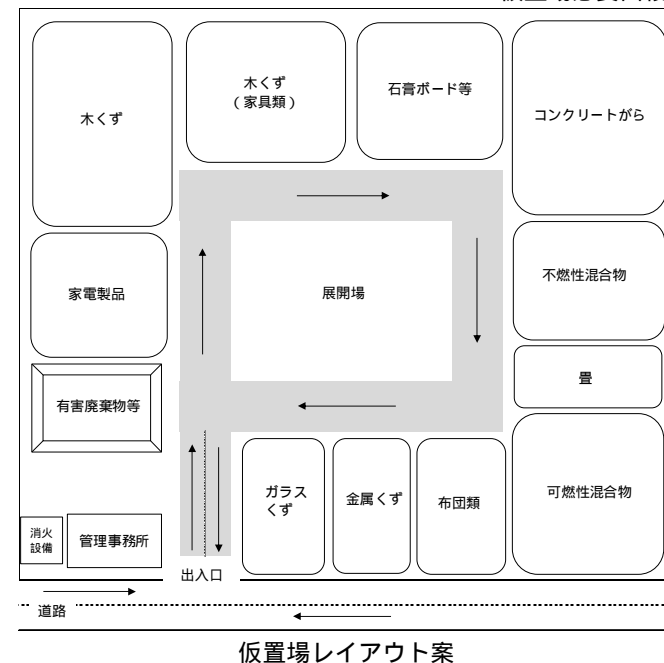 木くず
木くず
（家具類）
石膏ボード等
コンクリートがら
家電製品
展開場
不燃性混合物
畳
有害廃棄物等
ガラス
くず
金属くず
布団類
可燃性混合物
消火
設備
管理事務所
出入口
道路
仮置場レイアウト案